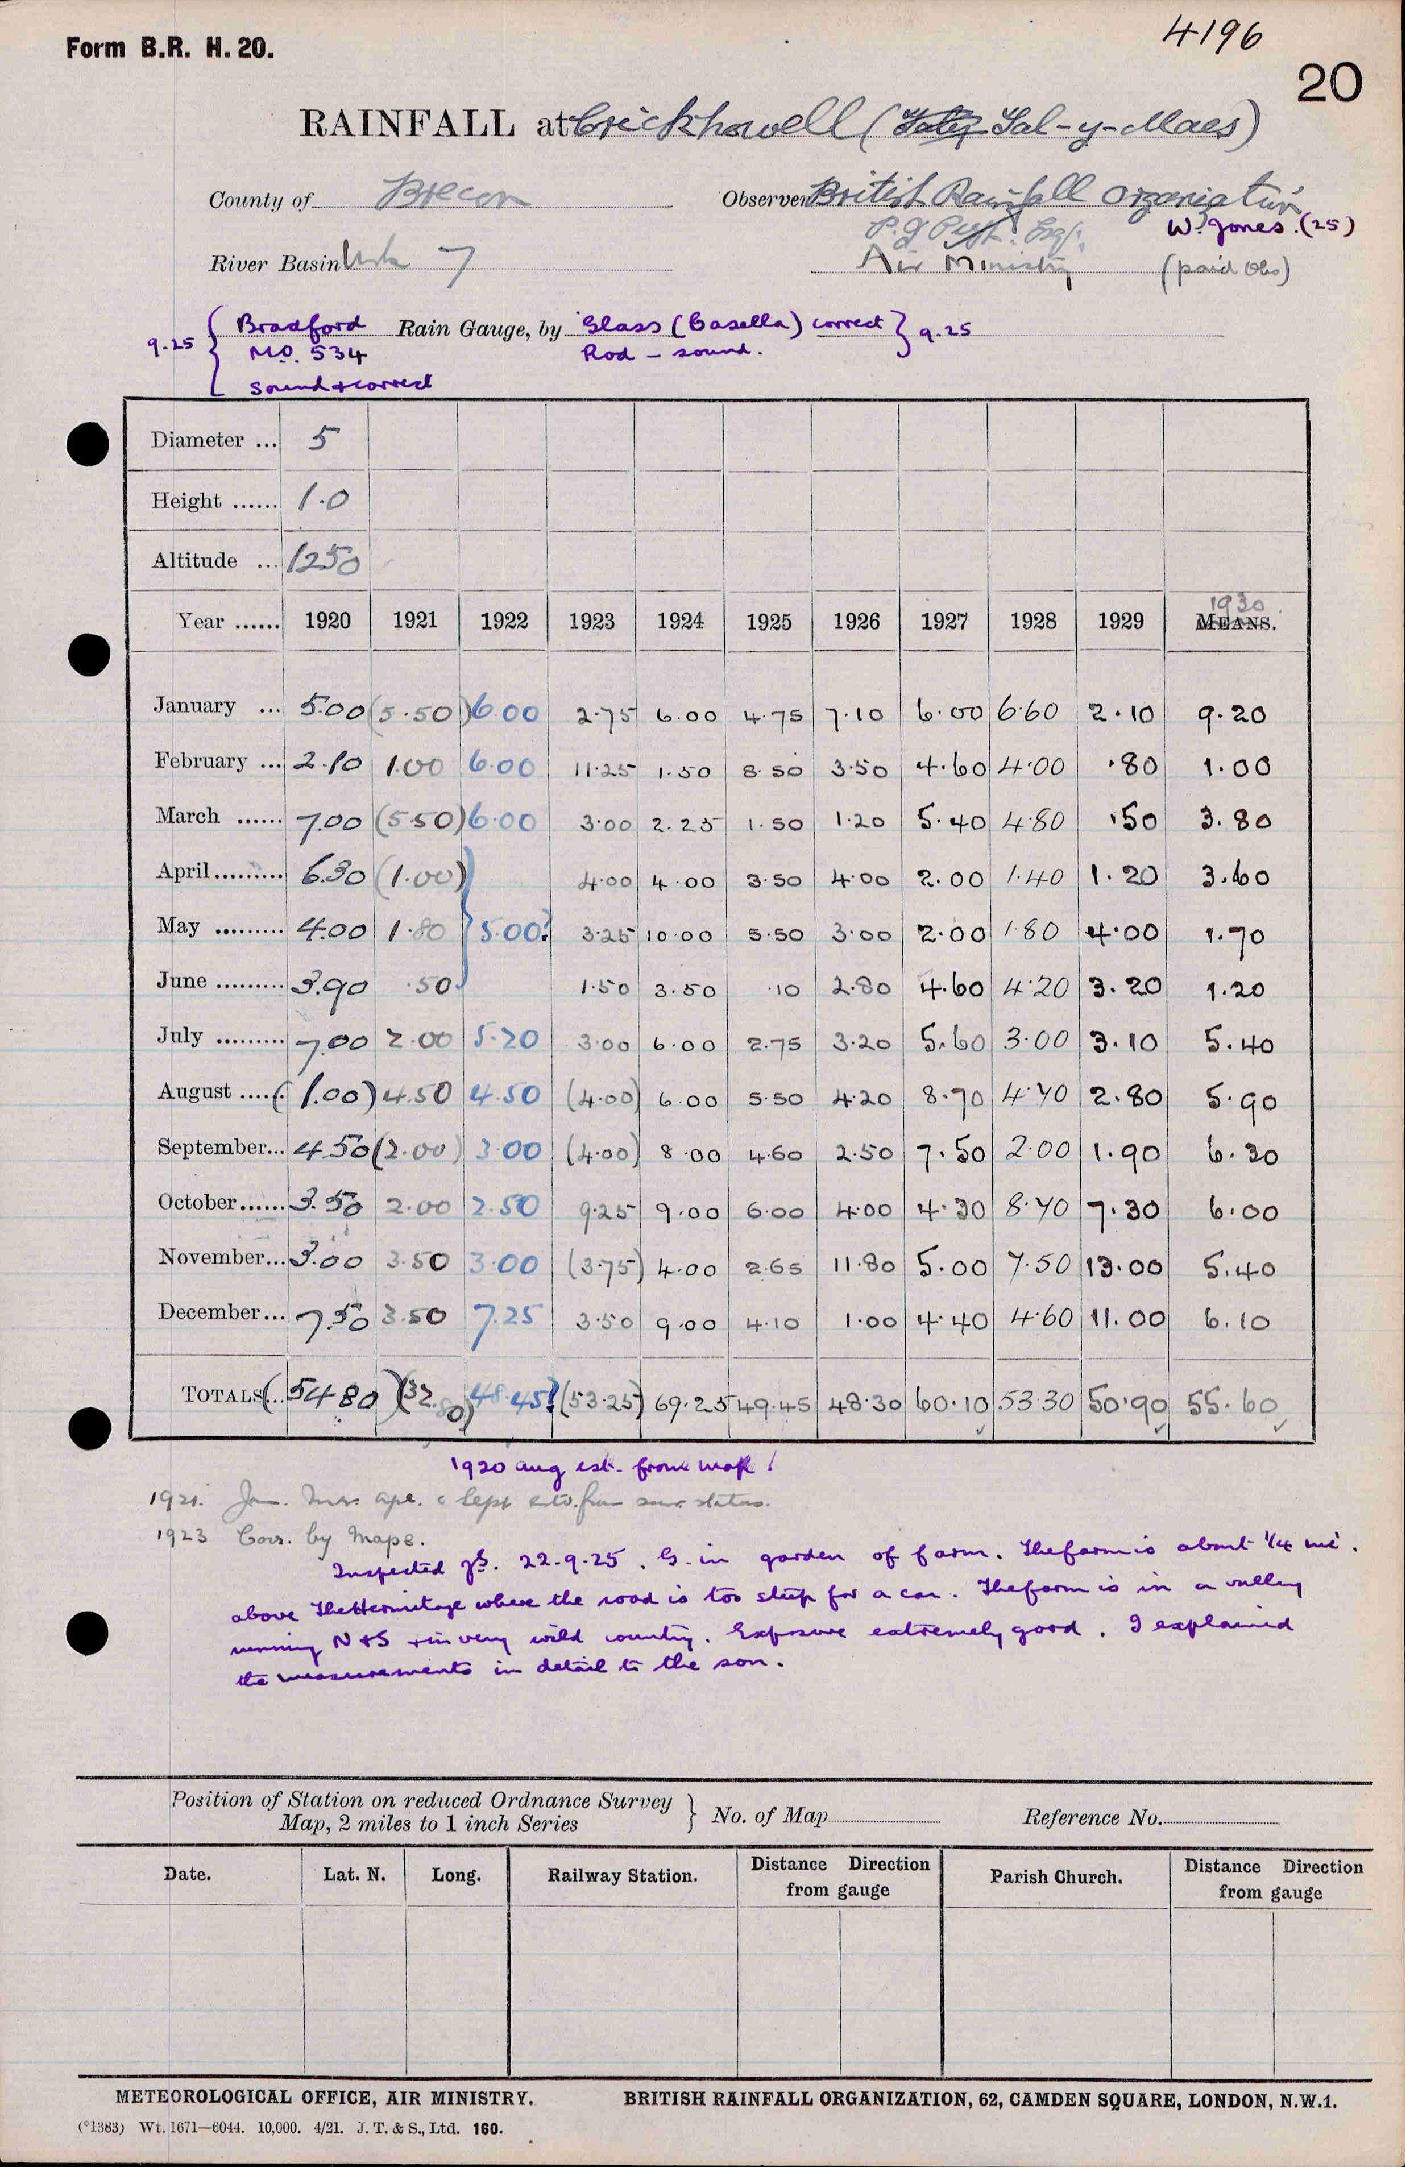 4196
Form B.R. H. 20.
20
RAINFALL at Crickhowell (Tal-y-Maes)
County of Brecon
Observer British Rainfall Organization
W. Jones. (25)
River Basin Usk 7
Air Ministry (paid Obs)
9.25 { Bradford Rain Gauge, by Glass (Casella) correct } 9.25
M.O. 534 Rod - sound.
Sound & correct
Diameter ... 5
Height ...... 1.0
Altitude ... 1250
Year ...... 1920 1921 1922 1923 1924 1925 1926 1927 1928 1929 MEANS. 1930
January ... 5.00 (5.50) 6.00 2.75 6.00 4.75 7.10 6.00 6.60 2.10 9.20
February ... 2.10 1.00 6.00 11.25 1.50 8.50 3.50 4.60 4.00 .80 1.00
March ...... 7.00 (5.50) 6.00 3.00 2.25 1.50 1.20 5.40 4.80 .50 3.80
April ......... 6.30 (1.00) 4.00 4.00 3.50 4.00 2.00 1.40 1.20 3.60
May ......... 4.00 1.80 } 5.00? 3.25 10.00 5.50 3.00 2.00 1.80 4.00 1.70
June ......... 3.90 .50 1.50 3.50 .10 2.80 4.60 4.20 3.20 1.20
July ......... 7.00 2.00 5.20 3.00 6.00 2.75 3.20 5.60 3.00 3.10 5.40
August ..... (1.00) 4.50 4.50 (4.00) 6.00 5.50 4.20 8.70 4.40 2.80 5.90
September... 4.50 (2.00) 3.00 (4.00) 8.00 4.60 2.50 7.50 2.00 1.90 6.30
October...... 3.50 2.00 2.50 9.25 9.00 6.00 4.00 4.30 8.40 7.30 6.00
November... 3.00 3.50 3.00 (3.75) 4.00 2.65 11.80 5.00 7.50 13.00 5.40
December... 7.50 3.50 7.25 3.50 9.00 4.10 1.00 4.40 4.60 11.00 6.10
TOTALS... (54.80) (32.80) 48.45? (53.25) 69.25 49.45 48.30 60.10 53.30 50.90 55.60
1920 aug est. from map!
1921. Jan. Mar. Apl. & Sept estd. from surr. statns.
1923 Corr. by Maps.
Inspected 22.9.25. G. in garden of farm. The farm is about 1/4 mi.
above The Hermitage where the road is too steep for a car. The farm is in a valley
running N & S & in very wild country. Exposure extremely good. I explained
the measurements in detail to the son.
Position of Station on reduced Ordnance Survey Map, 2 miles to 1 inch Series } No. of Map Reference No.
Date. Lat. N. Long. Railway Station. Distance Direction from gauge Parish Church. Distance Direction from gauge
METEOROLOGICAL OFFICE, AIR MINISTRY. BRITISH RAINFALL ORGANIZATION, 62, CAMDEN SQUARE, LONDON, N.W.1.
(*1383) Wt. 1671—6044. 10,000. 4/21. J. T. & S., Ltd. 160.